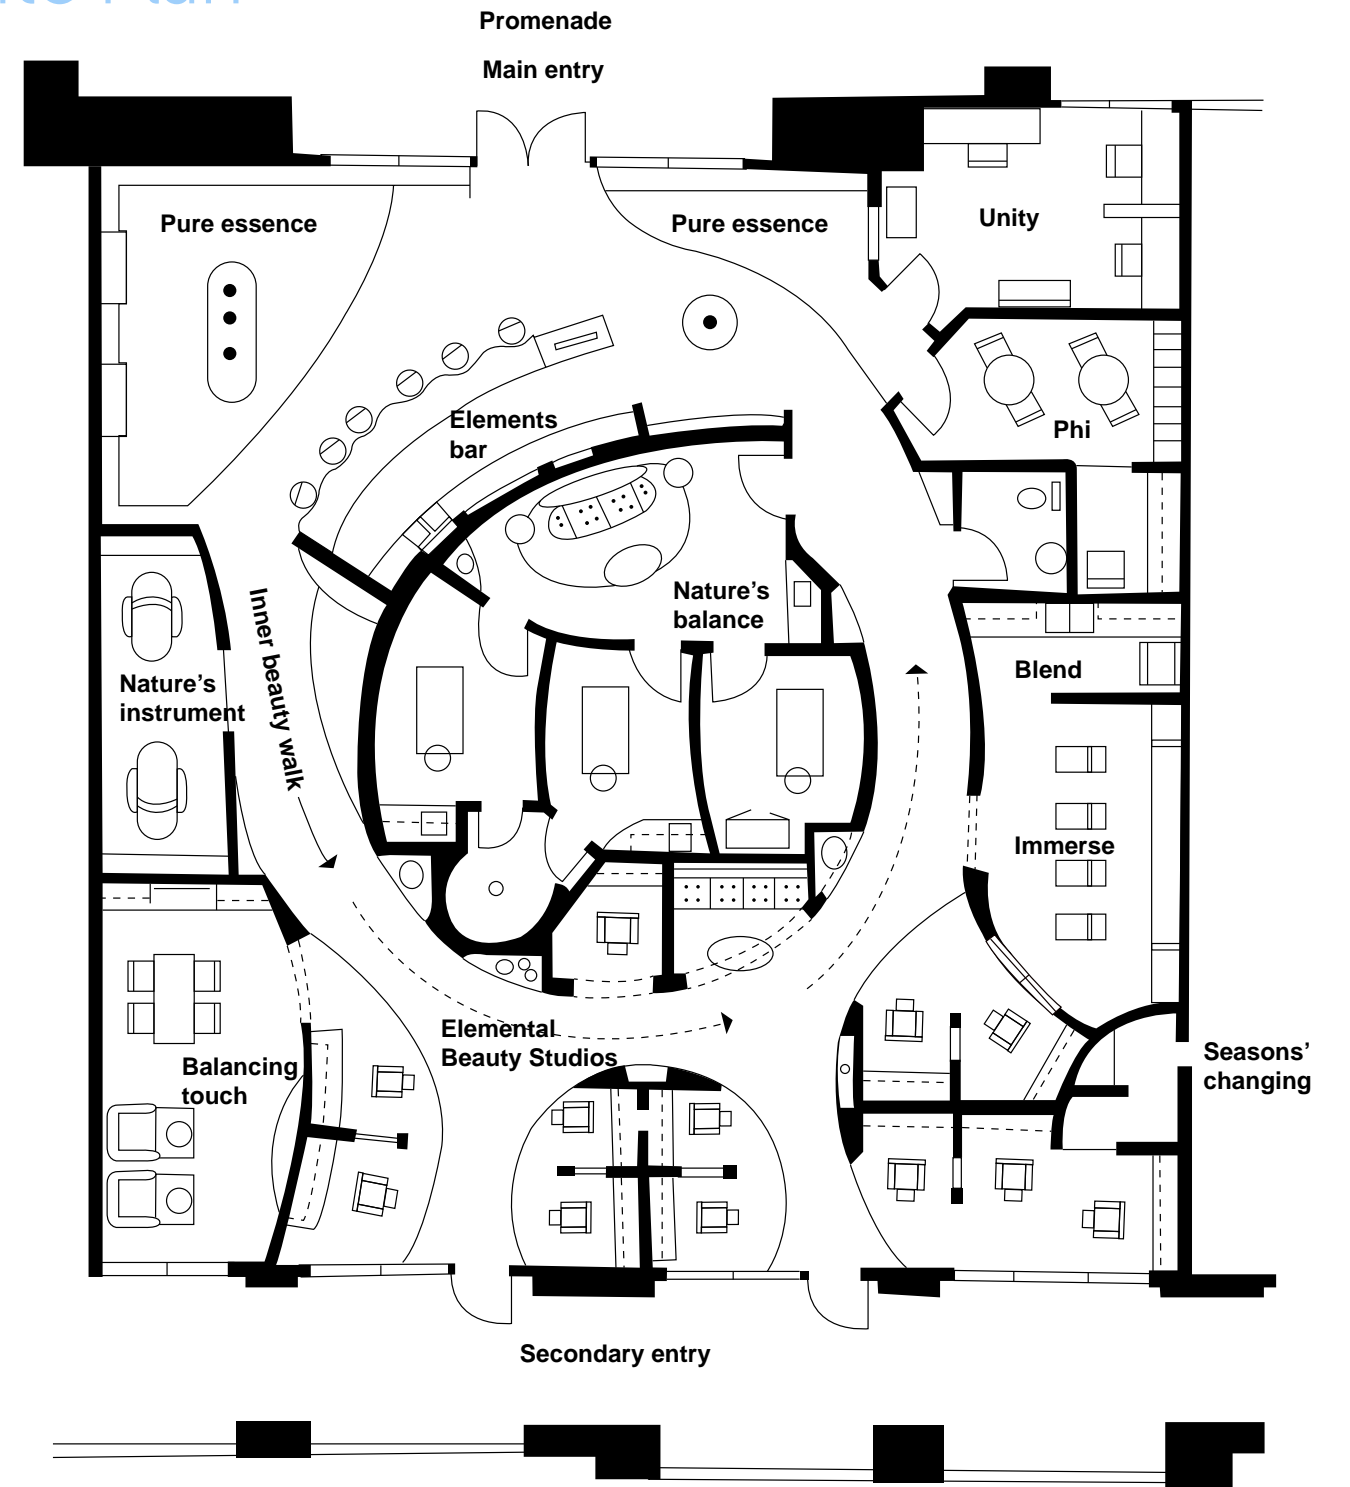 Plan
Promenade
Main entry
Pure essence
Pure essence
Unity
Elements
bar
Phi
Inner beauty walk
Nature's
balance
Nature's
instrument
Blend
Immerse
Elemental
Beauty Studios
Balancing
touch
Seasons'
changing
Secondary entry